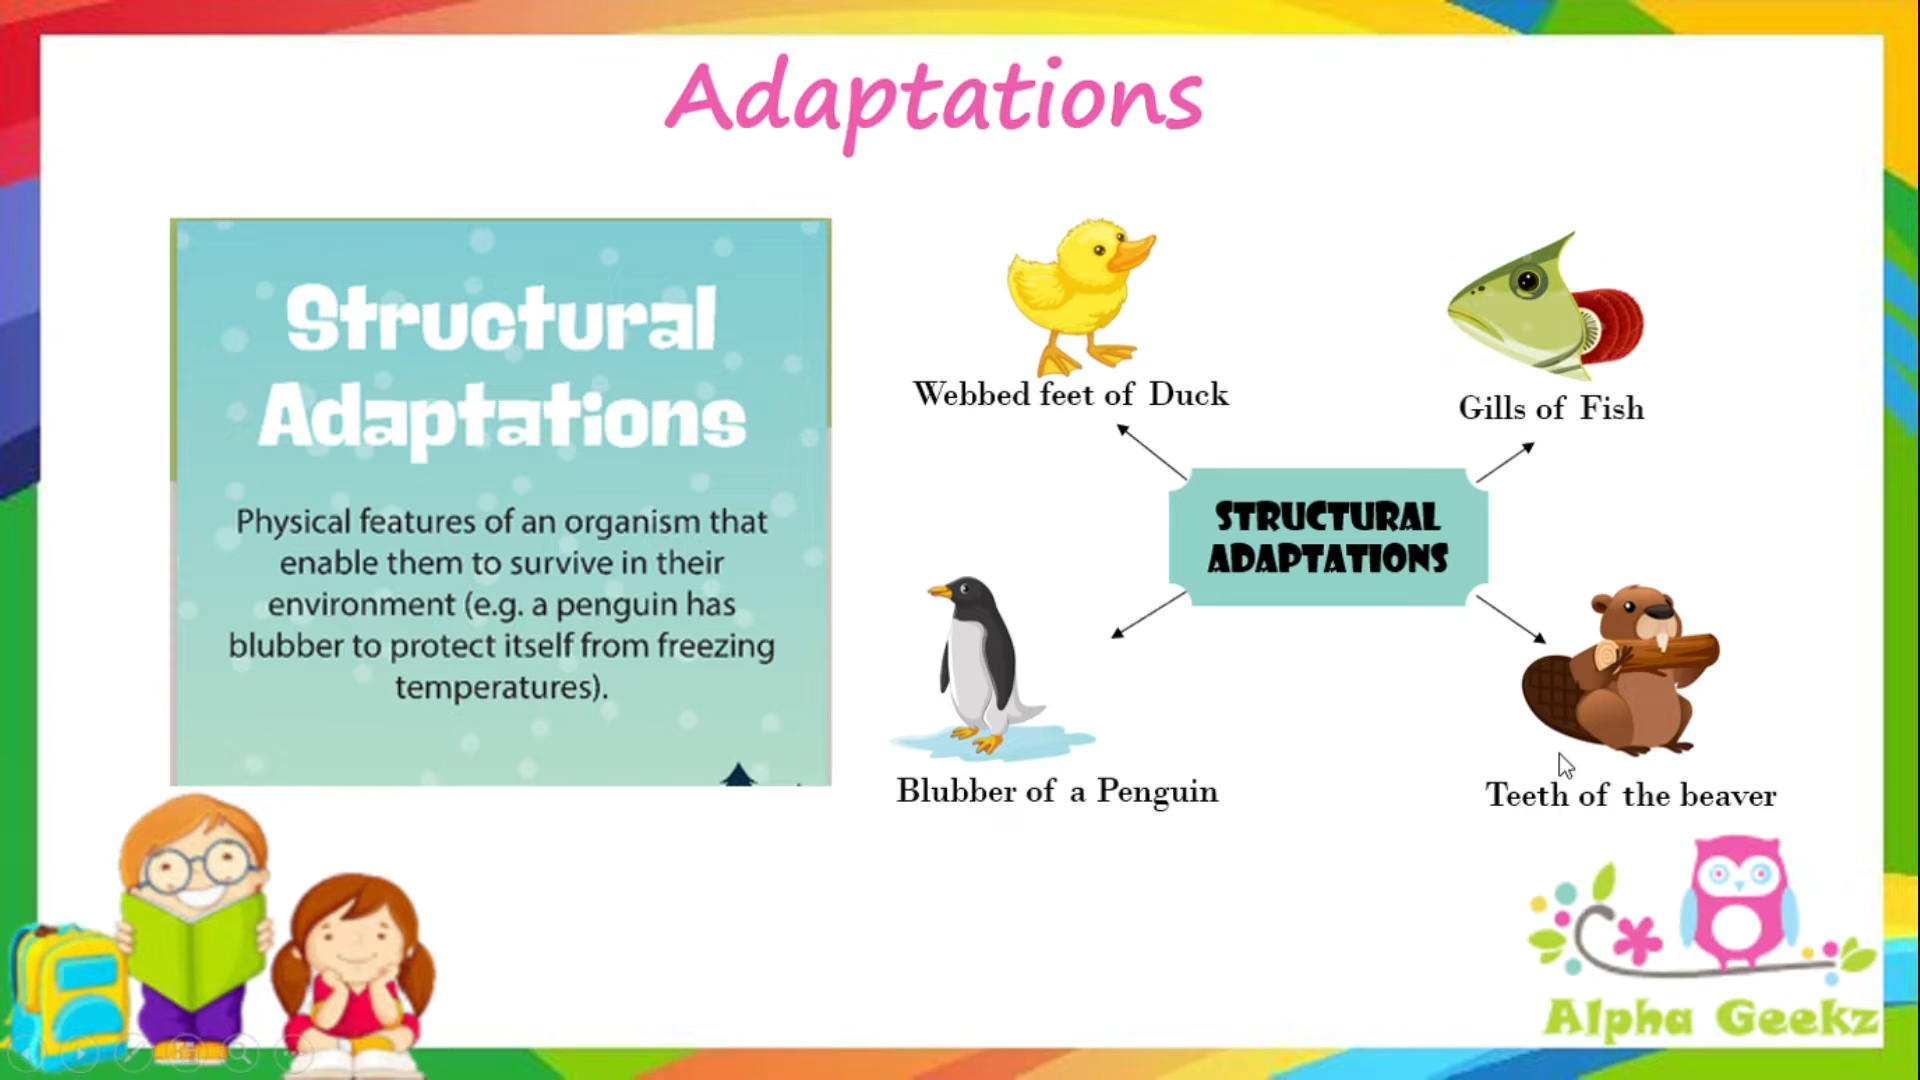 Adaptations
Structural
Adaptations
Physical features of an organism that
enable them to survive in their
environment (e.g. a penguin has
blubber to protect itself from freezing
temperatures).
Webbed feet of Duck
Gills of Fish
STRUCTURAL
ADAPTATIONS
Blubber of a Penguin
Teeth of the beaver
Alpha Geekz